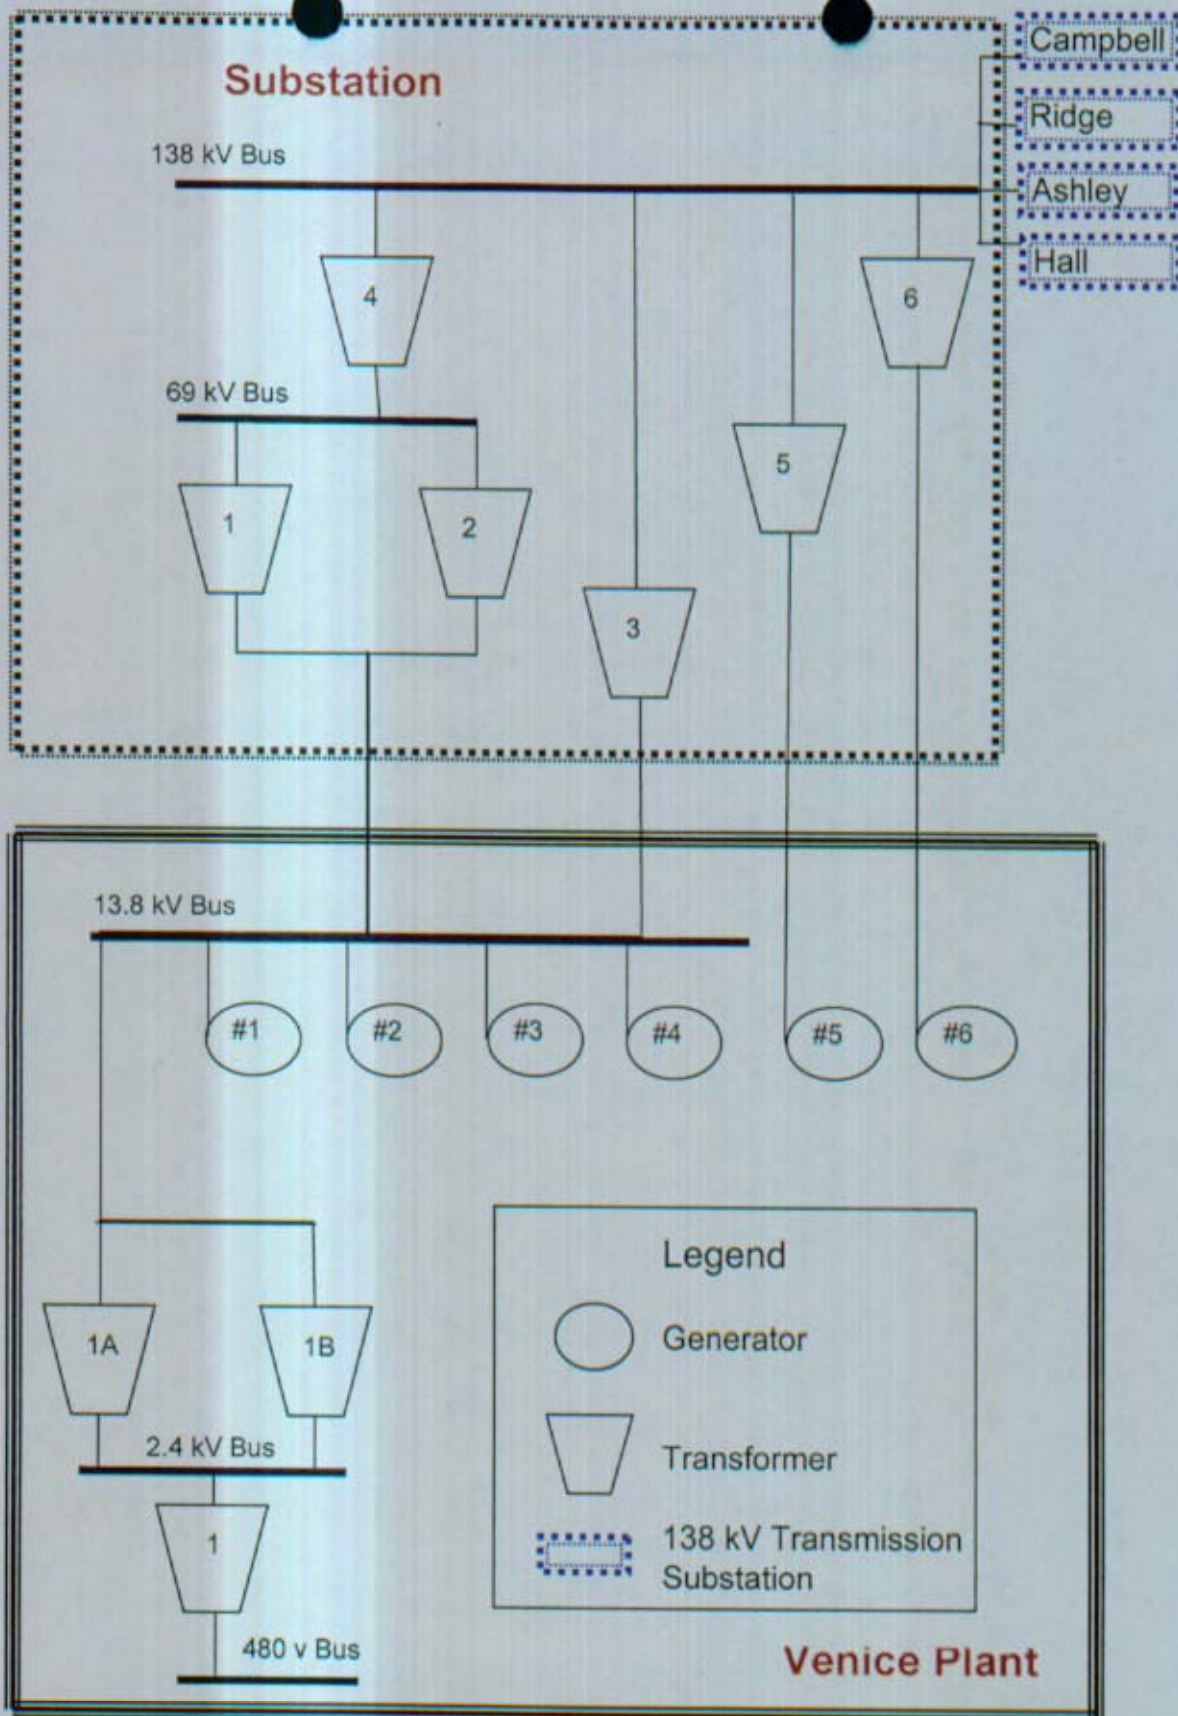 Substation
Campbell
Ridge
Ashley
Hall
138 kV Bus
4
6
69 kV Bus
5
1
2
3
13.8 kV Bus
#1
#2
#3
#4
#5
#6
Legend
Generator
1A
1B
2.4 kV Bus
Transformer
1
138 kV Transmission
Substation
480 v Bus
Venice Plant